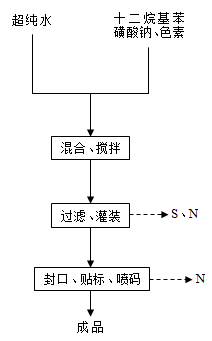 超纯水
十二烷基苯
磺酸钠、色素
混合、搅拌
过滤、灌装
S、N
封口、贴标、喷码
N
成品